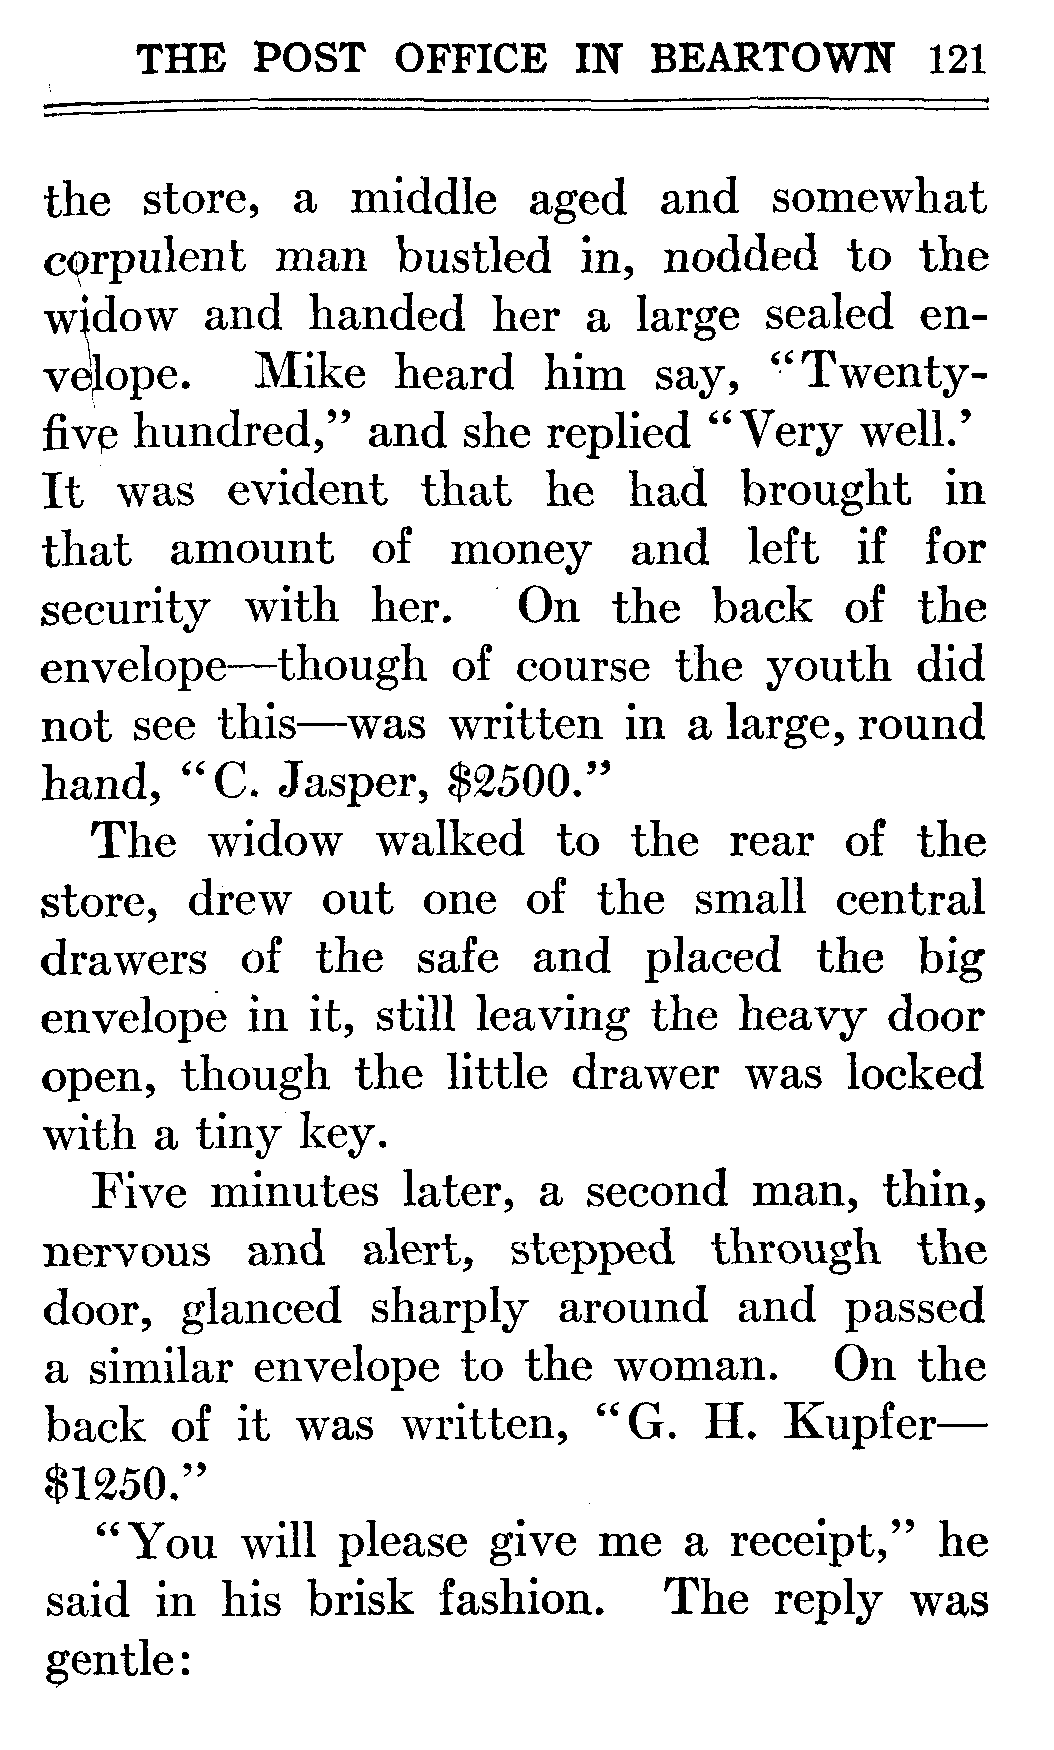 THE POST OFFICE IN BEARTOWN 121
the store, a middle aged and somewhat
corpulent man bustled in, nodded to the
widow and handed her a large sealed en-
velope. Mike heard him say, “Twenty-
five hundred,” and she replied “Very well.’
It was evident that he had brought in
that amount of money and left if for
security with her. On the back of the
envelope—though of course the youth did
not see this—was written in a large, round
hand, “C. Jasper, $2500.”
The widow walked to the rear of the
store, drew out one of the small central
drawers of the safe and placed the big
envelope in it, still leaving the heavy door
open, though the little drawer was locked
with a tiny key.
Five minutes later, a second man, thin,
nervous and alert, stepped through the
door, glanced sharply around and passed
a similar envelope to the woman. On the
back of it was written, “G. H. Kupfer—
$1250.”
“You will please give me a receipt,” he
said in his brisk fashion. The reply was
gentle: